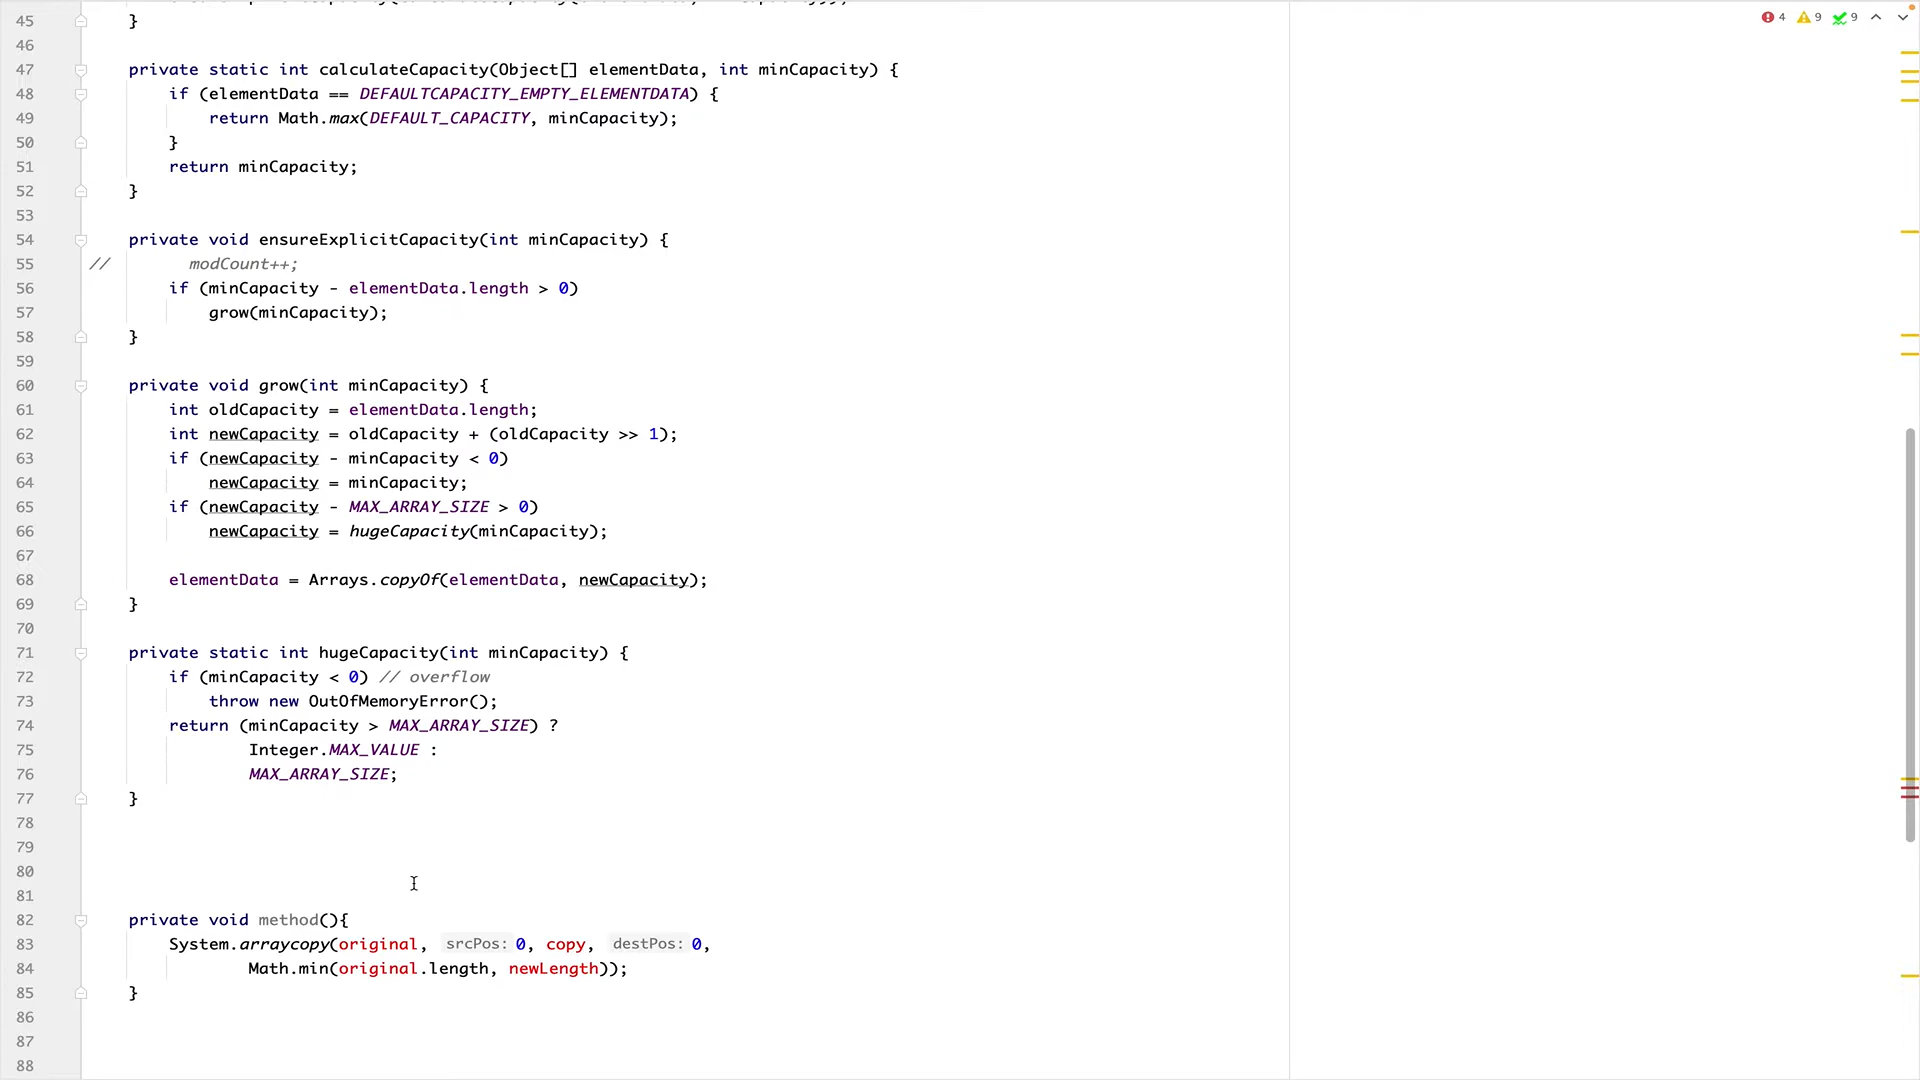 4 9 9
45 }
46
47 private static int calculateCapacity(Object[] elementData, int minCapacity) {
48 if (elementData == DEFAULTCAPACITY_EMPTY_ELEMENTDATA) {
49 return Math.max(DEFAULT_CAPACITY, minCapacity);
50 }
51 return minCapacity;
52 }
53
54 private void ensureExplicitCapacity(int minCapacity) {
55 // modCount++;
56 if (minCapacity - elementData.length > 0)
57 grow(minCapacity);
58 }
59
60 private void grow(int minCapacity) {
61 int oldCapacity = elementData.length;
62 int newCapacity = oldCapacity + (oldCapacity >> 1);
63 if (newCapacity - minCapacity < 0)
64 newCapacity = minCapacity;
65 if (newCapacity - MAX_ARRAY_SIZE > 0)
66 newCapacity = hugeCapacity(minCapacity);
67
68 elementData = Arrays.copyOf(elementData, newCapacity);
69 }
70
71 private static int hugeCapacity(int minCapacity) {
72 if (minCapacity < 0) // overflow
73 throw new OutOfMemoryError();
74 return (minCapacity > MAX_ARRAY_SIZE) ?
75 Integer.MAX_VALUE :
76 MAX_ARRAY_SIZE;
77 }
78
79
80
81
82 private void method(){
83 System.arraycopy(original, srcPos: 0, copy, destPos: 0,
84 Math.min(original.length, newLength));
85 }
86
87
88